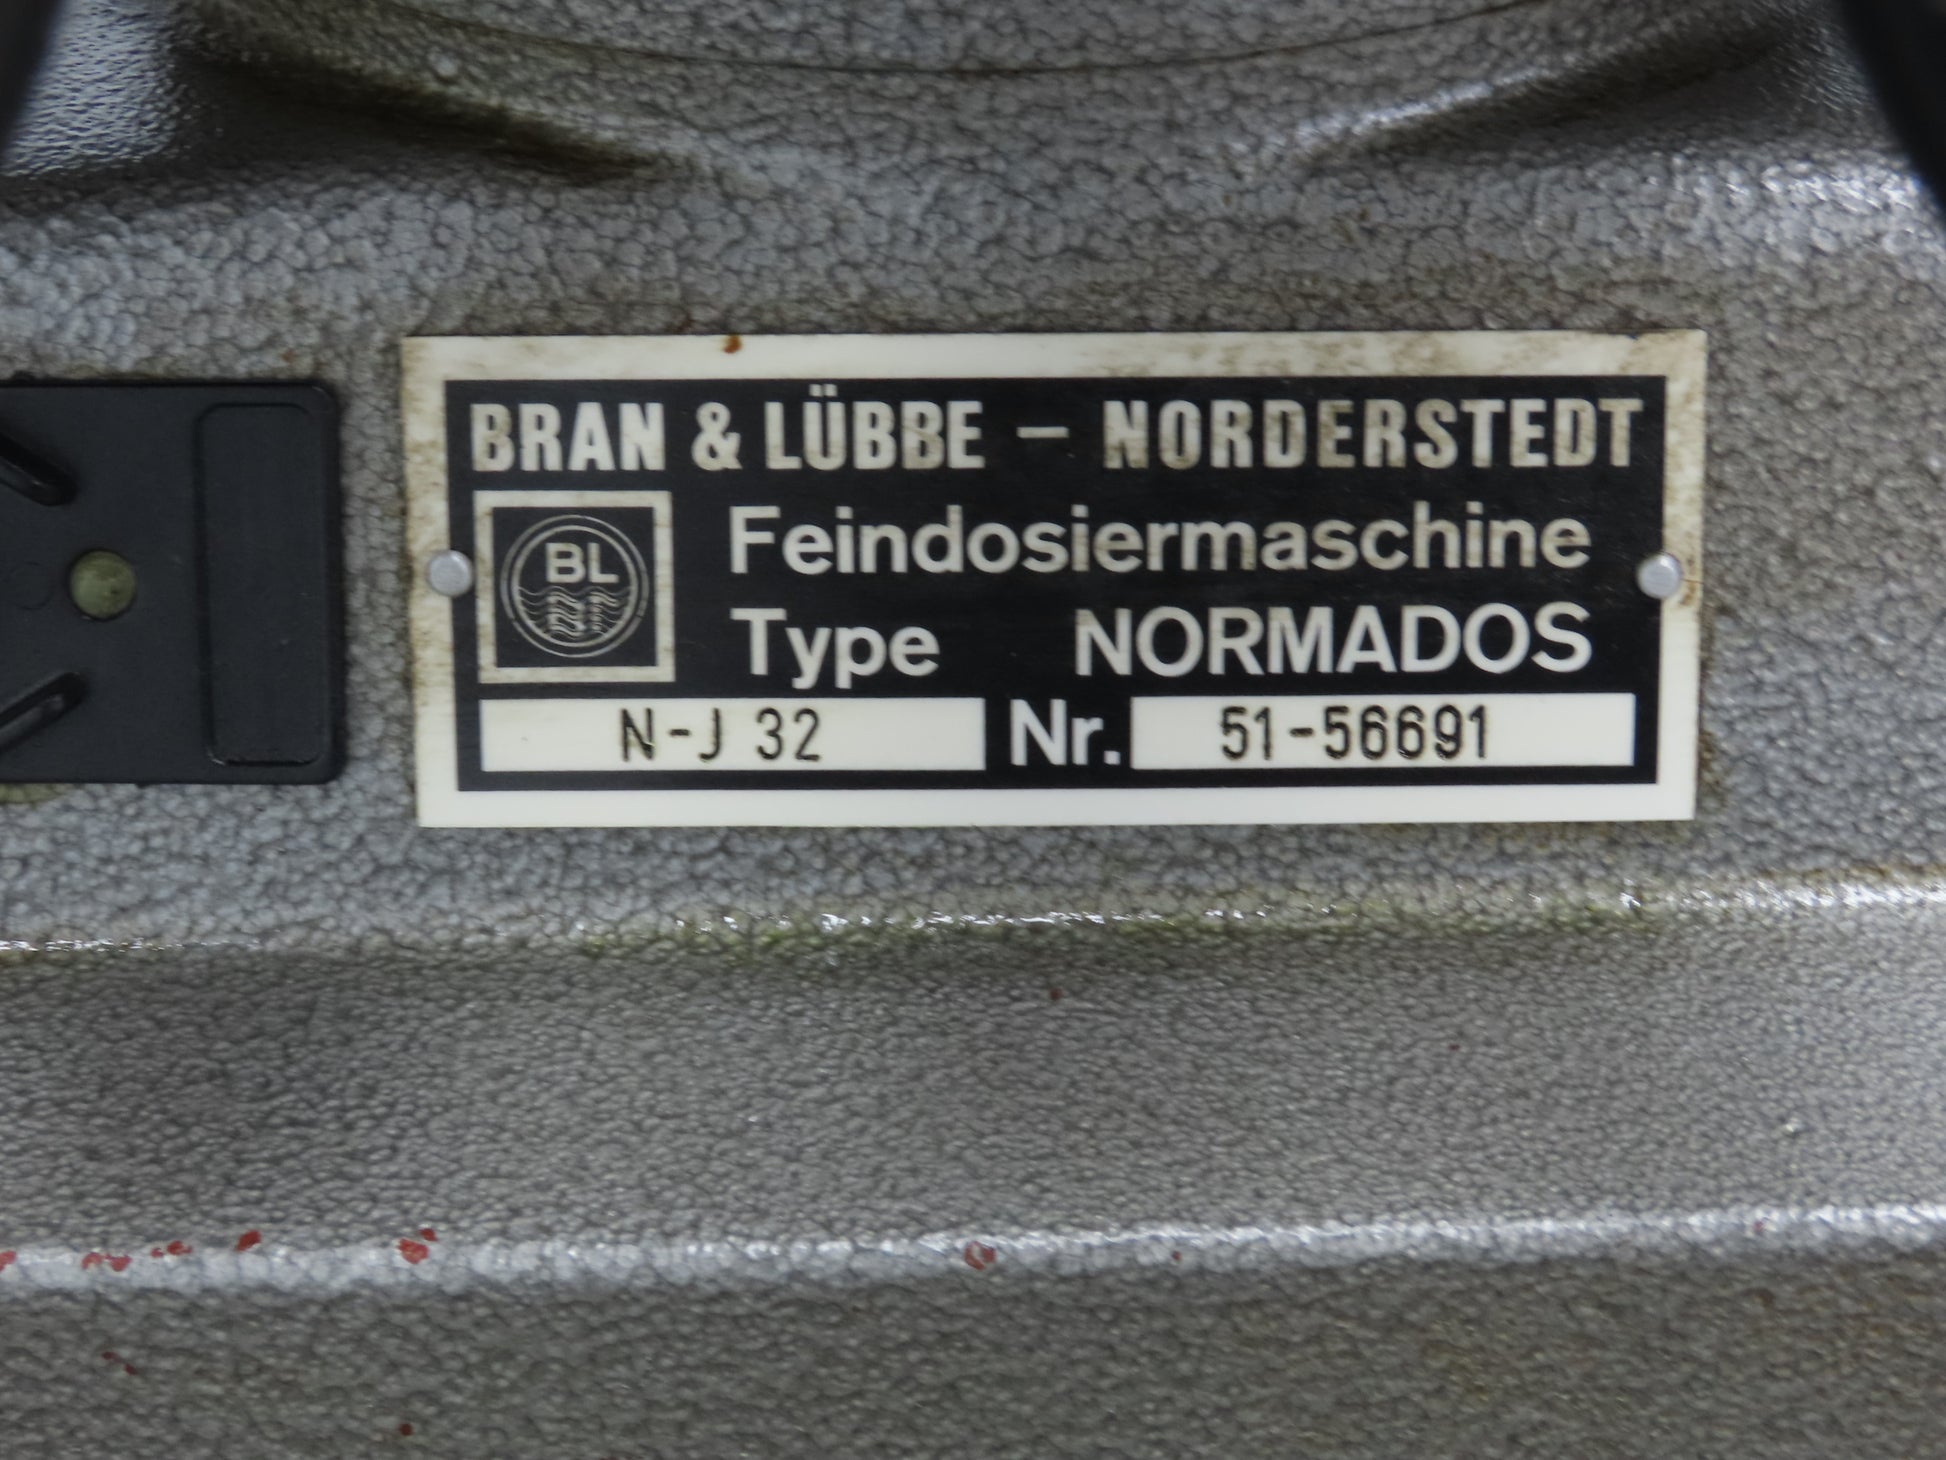 BRAN & LÜBBE – NORDERSTEDT
BL
Feindosiermaschine
Type NORMADOS
N-J 32 Nr. 51-56691